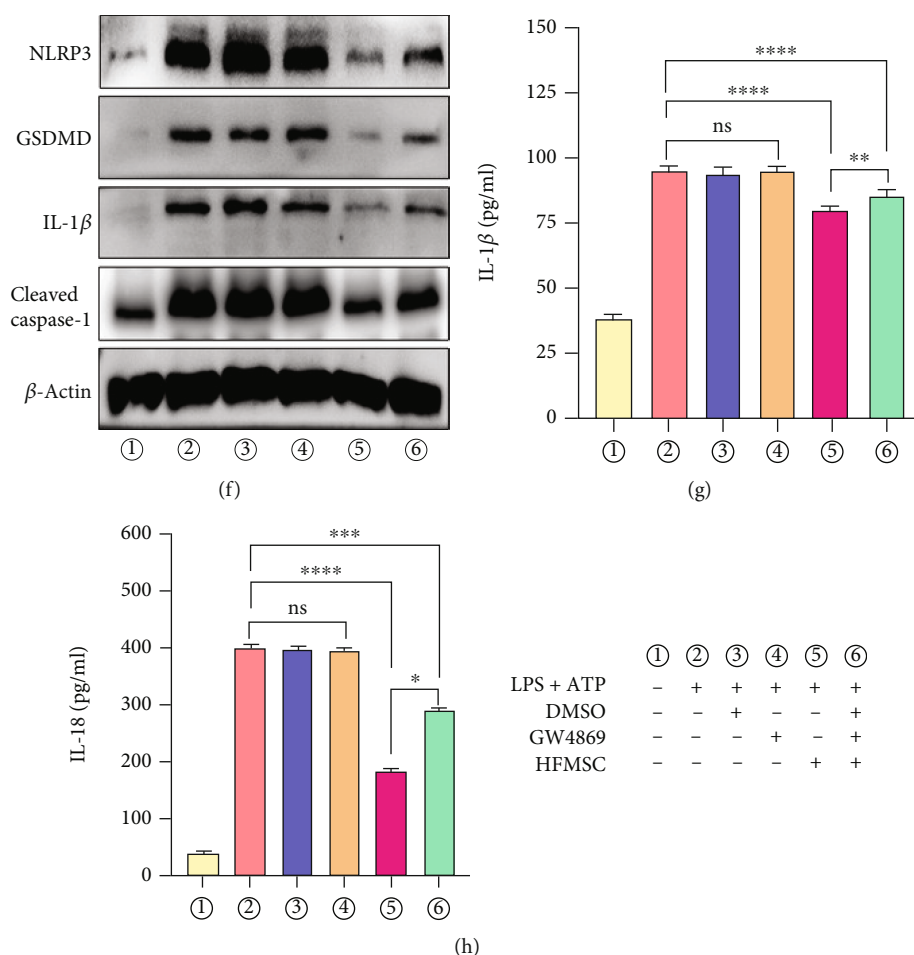 NLRP3
GSDMD
IL-1β
Cleaved
caspase-1
β-Actin
① ② ③ ④ ⑤ ⑥
(f)
IL-1β (pg/ml)
150
125
100
75
50
25
0
****
****
ns
**
① ② ③ ④ ⑤ ⑥
(g)
IL-18 (pg/ml)
600
500
400
300
200
100
0
***
****
ns
*
① ② ③ ④ ⑤ ⑥
① ② ③ ④ ⑤ ⑥
LPS + ATP – + + + + +
DMSO – – + – – +
GW4869 – – – + – +
HFMSC – – – – + +
(h)